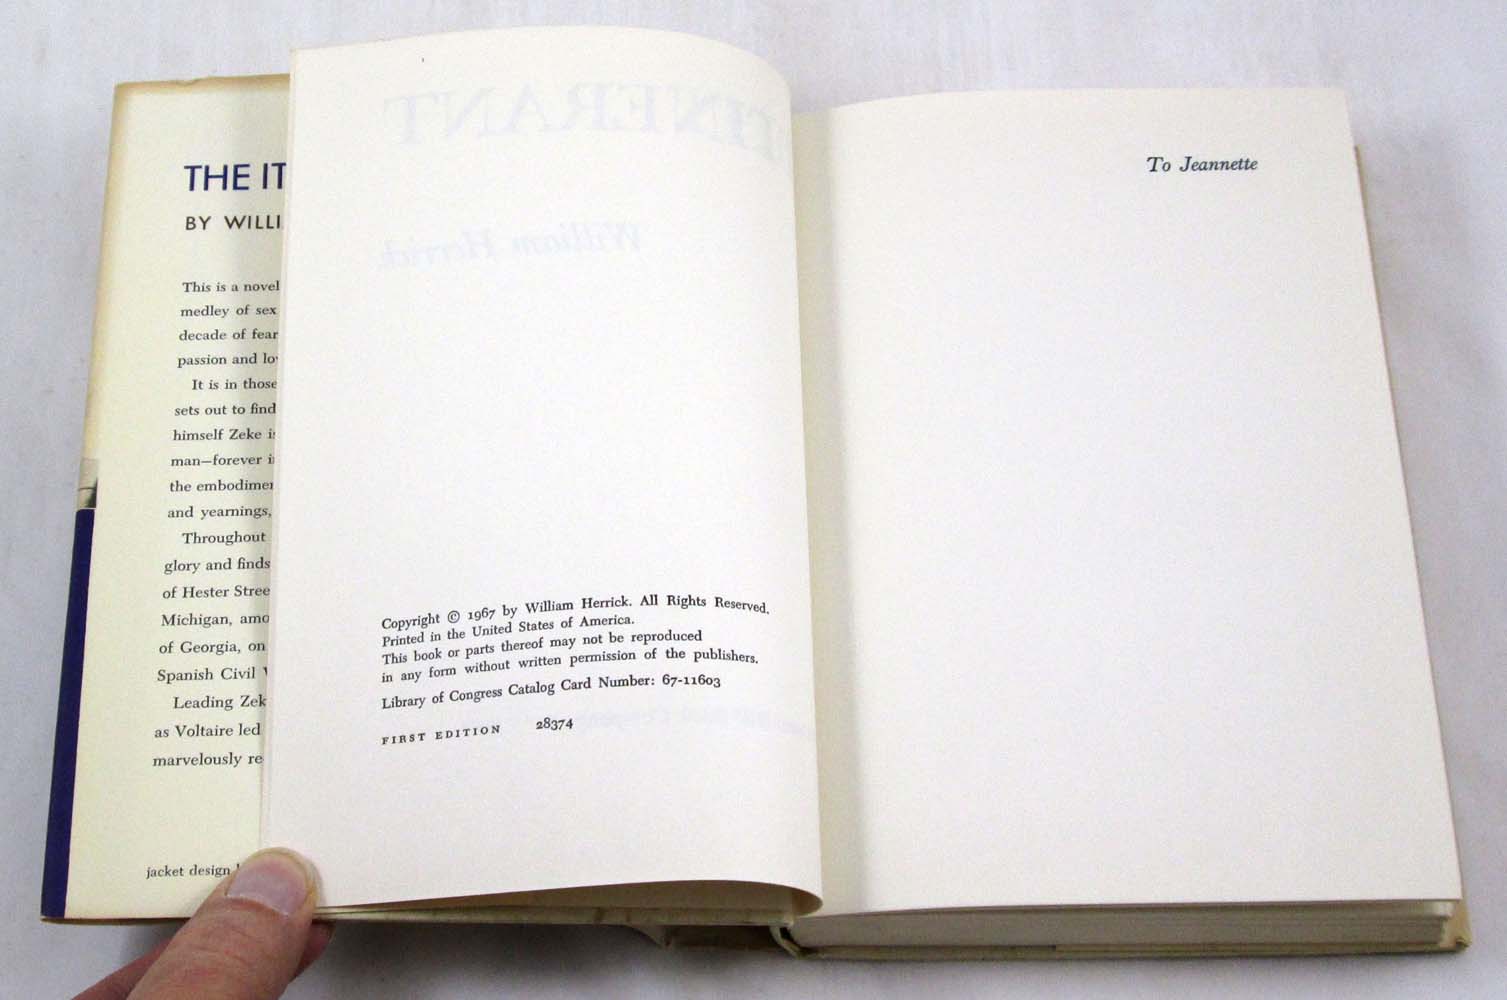 THE IT
BY WILLI
This is a novel
medley of sex
decade of fear
passion and lo
It is in those
sets out to find
himself Zeke i
man—forever i
the embodime
and yearnings,
Throughout
glory and finds
of Hester Stree
Michigan, amo
of Georgia, on
Spanish Civil
Leading Zek
as Voltaire led
marvelously re
jacket design
INERANT
William Herrick
Copyright © 1967 by William Herrick. All Rights Reserved.
Printed in the United States of America.
This book or parts thereof may not be reproduced
in any form without written permission of the publishers.
Library of Congress Catalog Card Number: 67-11603
FIRST EDITION 28374
To Jeannette